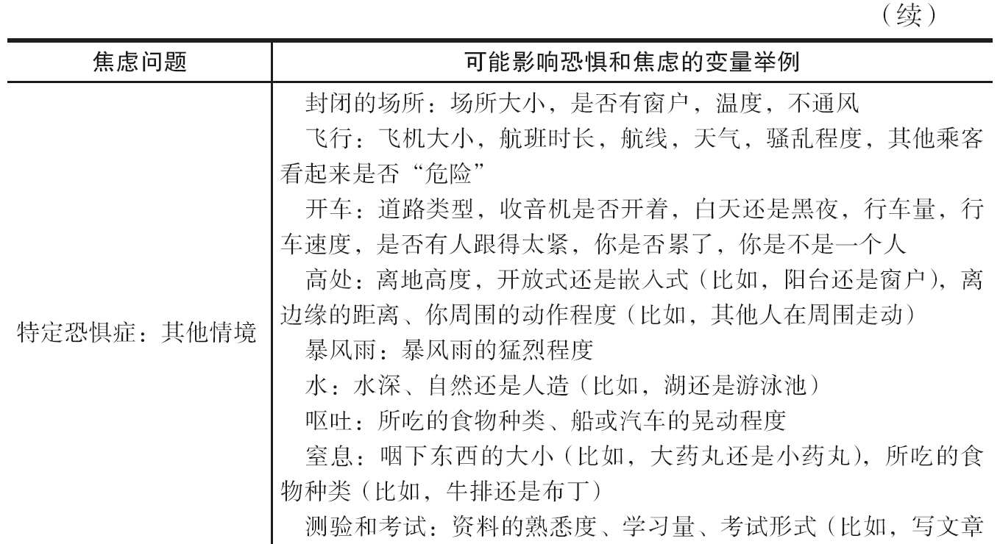 （续）
焦虑问题
可能影响恐惧和焦虑的变量举例
特定恐惧症：其他情境
封闭的场所：场所大小，是否有窗户，温度，不通风
飞行：飞机大小，航班时长，航线，天气，骚乱程度，其他乘客
看起来是否“危险”
开车：道路类型，收音机是否开着，白天还是黑夜，行车量，行
车速度，是否有人跟得太紧，你是否累了，你是不是一个人
高处：离地高度，开放式还是嵌入式（比如，阳台还是窗户），离
边缘的距离、你周围的动作程度（比如，其他人在周围走动）
暴风雨：暴风雨的猛烈程度
水：水深、自然还是人造（比如，湖还是游泳池）
呕吐：所吃的食物种类、船或汽车的晃动程度
窒息：咽下东西的大小（比如，大药丸还是小药丸），所吃的食
物种类（比如，牛排还是布丁）
测验和考试：资料的熟悉度、学习量、考试形式（比如，写文章